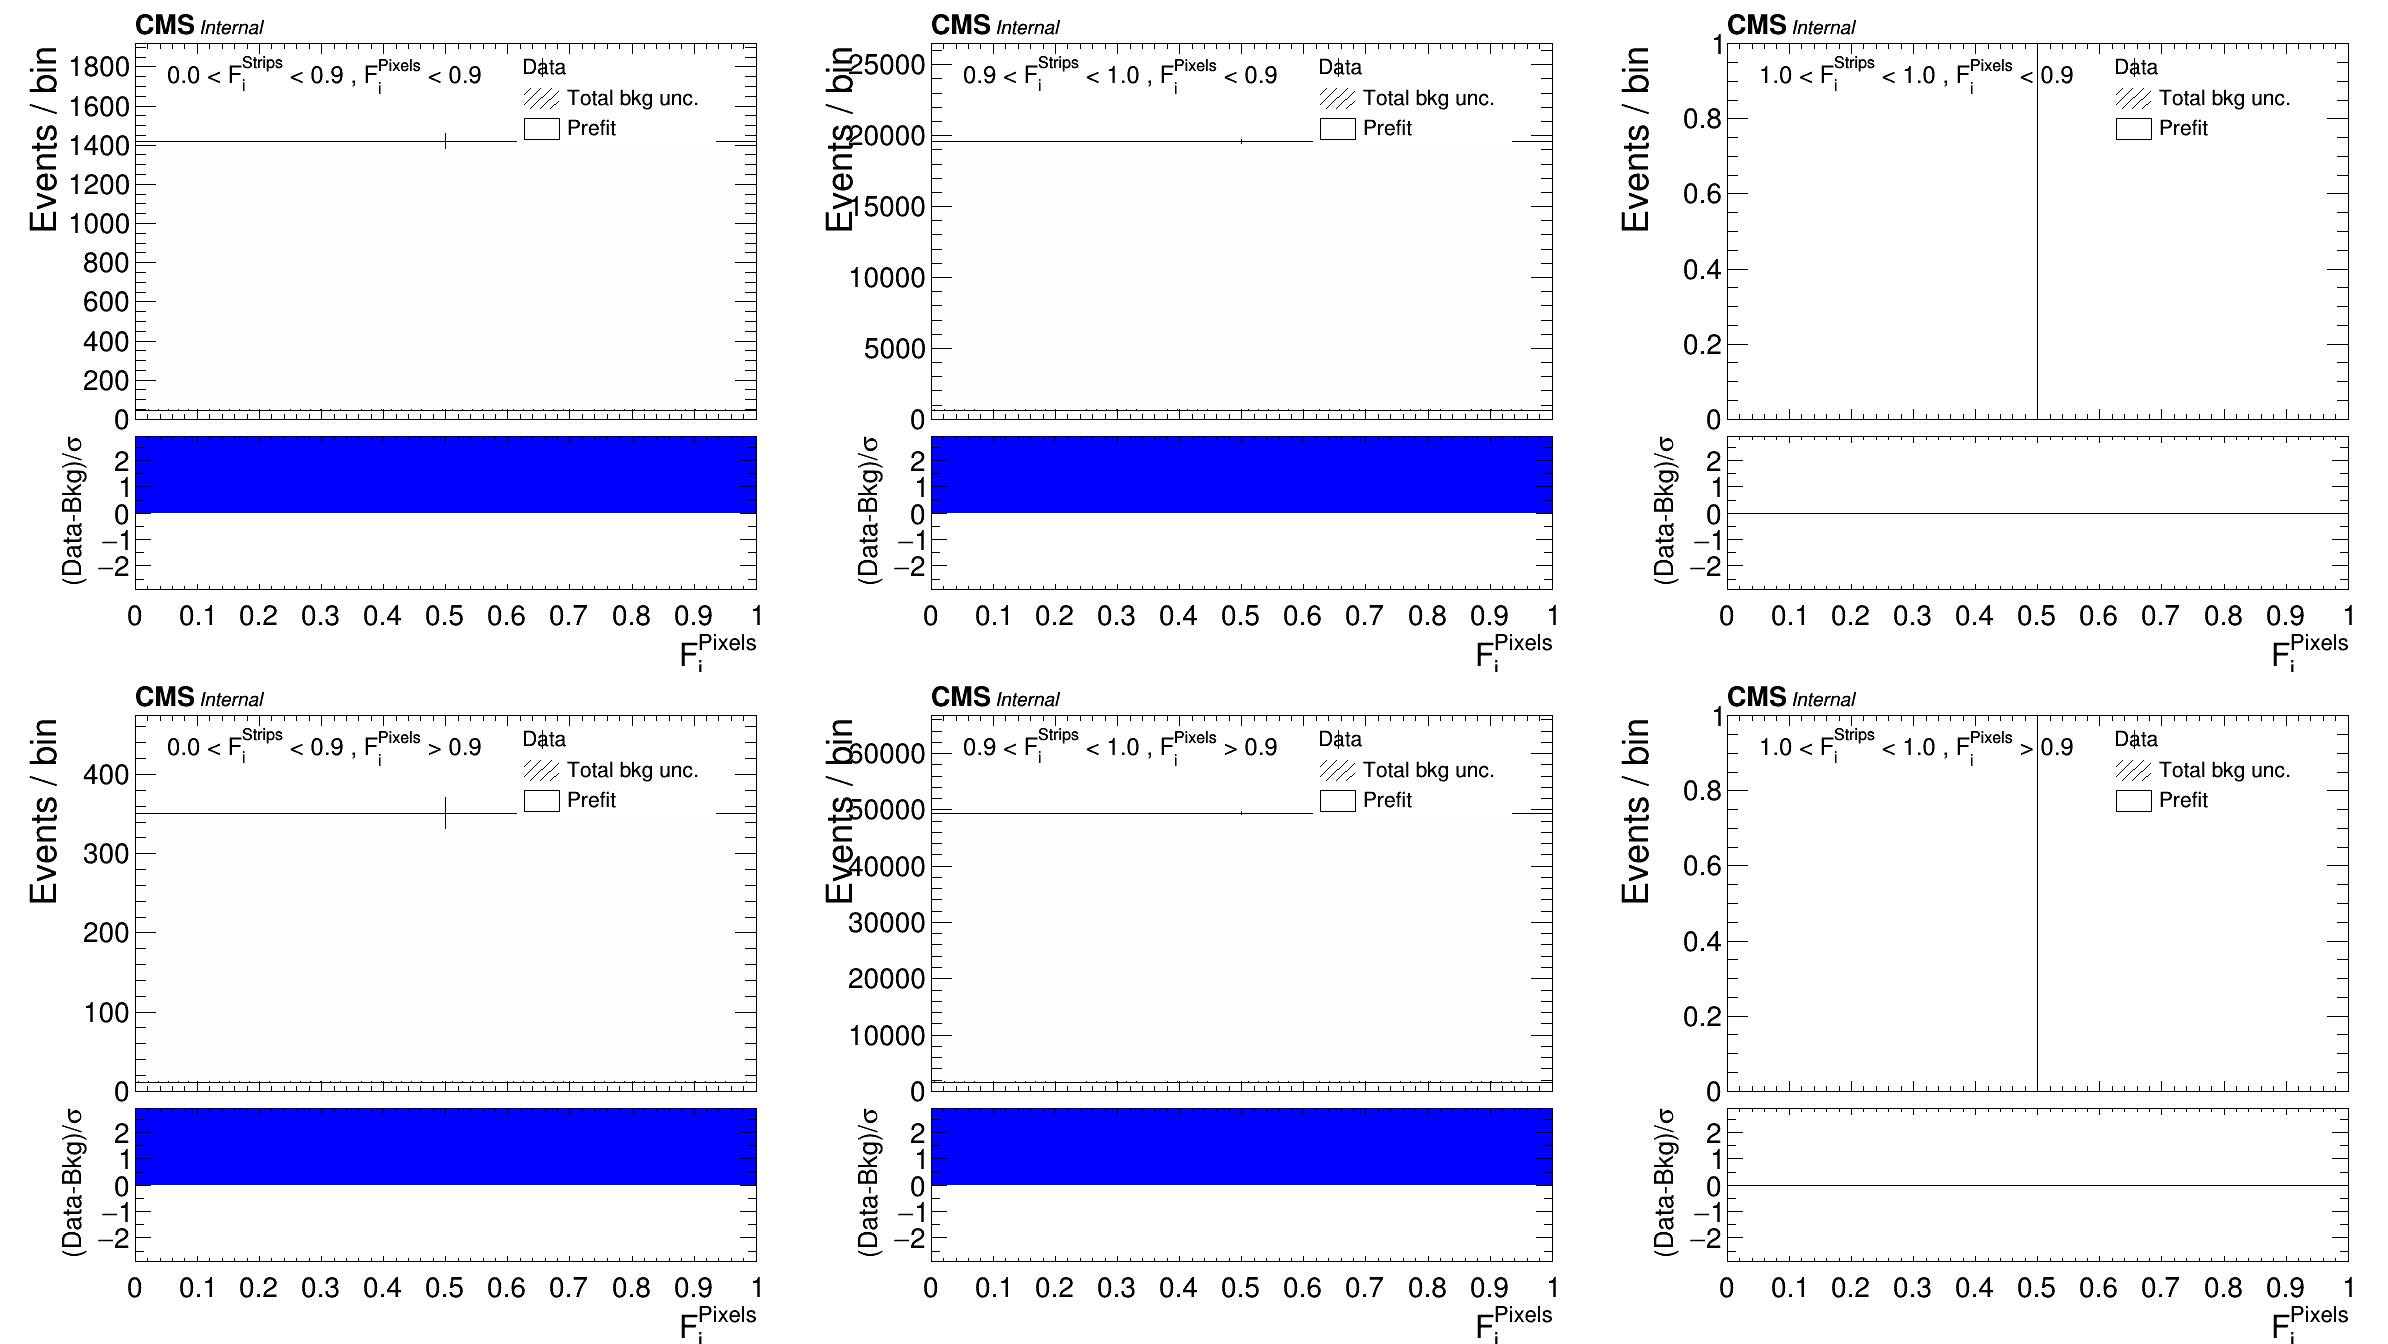 CMS Internal
Events / bin
1800
1600
1400
1200
1000
800
600
400
200
0
0.0 < F_i^Strips < 0.9 , F_i^Pixels < 0.9
Data
Total bkg unc.
Prefit
(Data-Bkg)/σ
2
1
0
−1
−2
0 0.1 0.2 0.3 0.4 0.5 0.6 0.7 0.8 0.9 1
F_i^Pixels
CMS Internal
Events / bin
25000
20000
15000
10000
5000
0
0.9 < F_i^Strips < 1.0 , F_i^Pixels < 0.9
Data
Total bkg unc.
Prefit
(Data-Bkg)/σ
2
1
0
−1
−2
0 0.1 0.2 0.3 0.4 0.5 0.6 0.7 0.8 0.9 1
F_i^Pixels
CMS Internal
Events / bin
1
0.8
0.6
0.4
0.2
0
1.0 < F_i^Strips < 1.0 , F_i^Pixels < 0.9
Data
Total bkg unc.
Prefit
(Data-Bkg)/σ
2
1
0
−1
−2
0 0.1 0.2 0.3 0.4 0.5 0.6 0.7 0.8 0.9 1
F_i^Pixels
CMS Internal
Events / bin
400
300
200
100
0
0.0 < F_i^Strips < 0.9 , F_i^Pixels > 0.9
Data
Total bkg unc.
Prefit
(Data-Bkg)/σ
2
1
0
−1
−2
0 0.1 0.2 0.3 0.4 0.5 0.6 0.7 0.8 0.9 1
F_i^Pixels
CMS Internal
Events / bin
60000
50000
40000
30000
20000
10000
0
0.9 < F_i^Strips < 1.0 , F_i^Pixels > 0.9
Data
Total bkg unc.
Prefit
(Data-Bkg)/σ
2
1
0
−1
−2
0 0.1 0.2 0.3 0.4 0.5 0.6 0.7 0.8 0.9 1
F_i^Pixels
CMS Internal
Events / bin
1
0.8
0.6
0.4
0.2
0
1.0 < F_i^Strips < 1.0 , F_i^Pixels > 0.9
Data
Total bkg unc.
Prefit
(Data-Bkg)/σ
2
1
0
−1
−2
0 0.1 0.2 0.3 0.4 0.5 0.6 0.7 0.8 0.9 1
F_i^Pixels